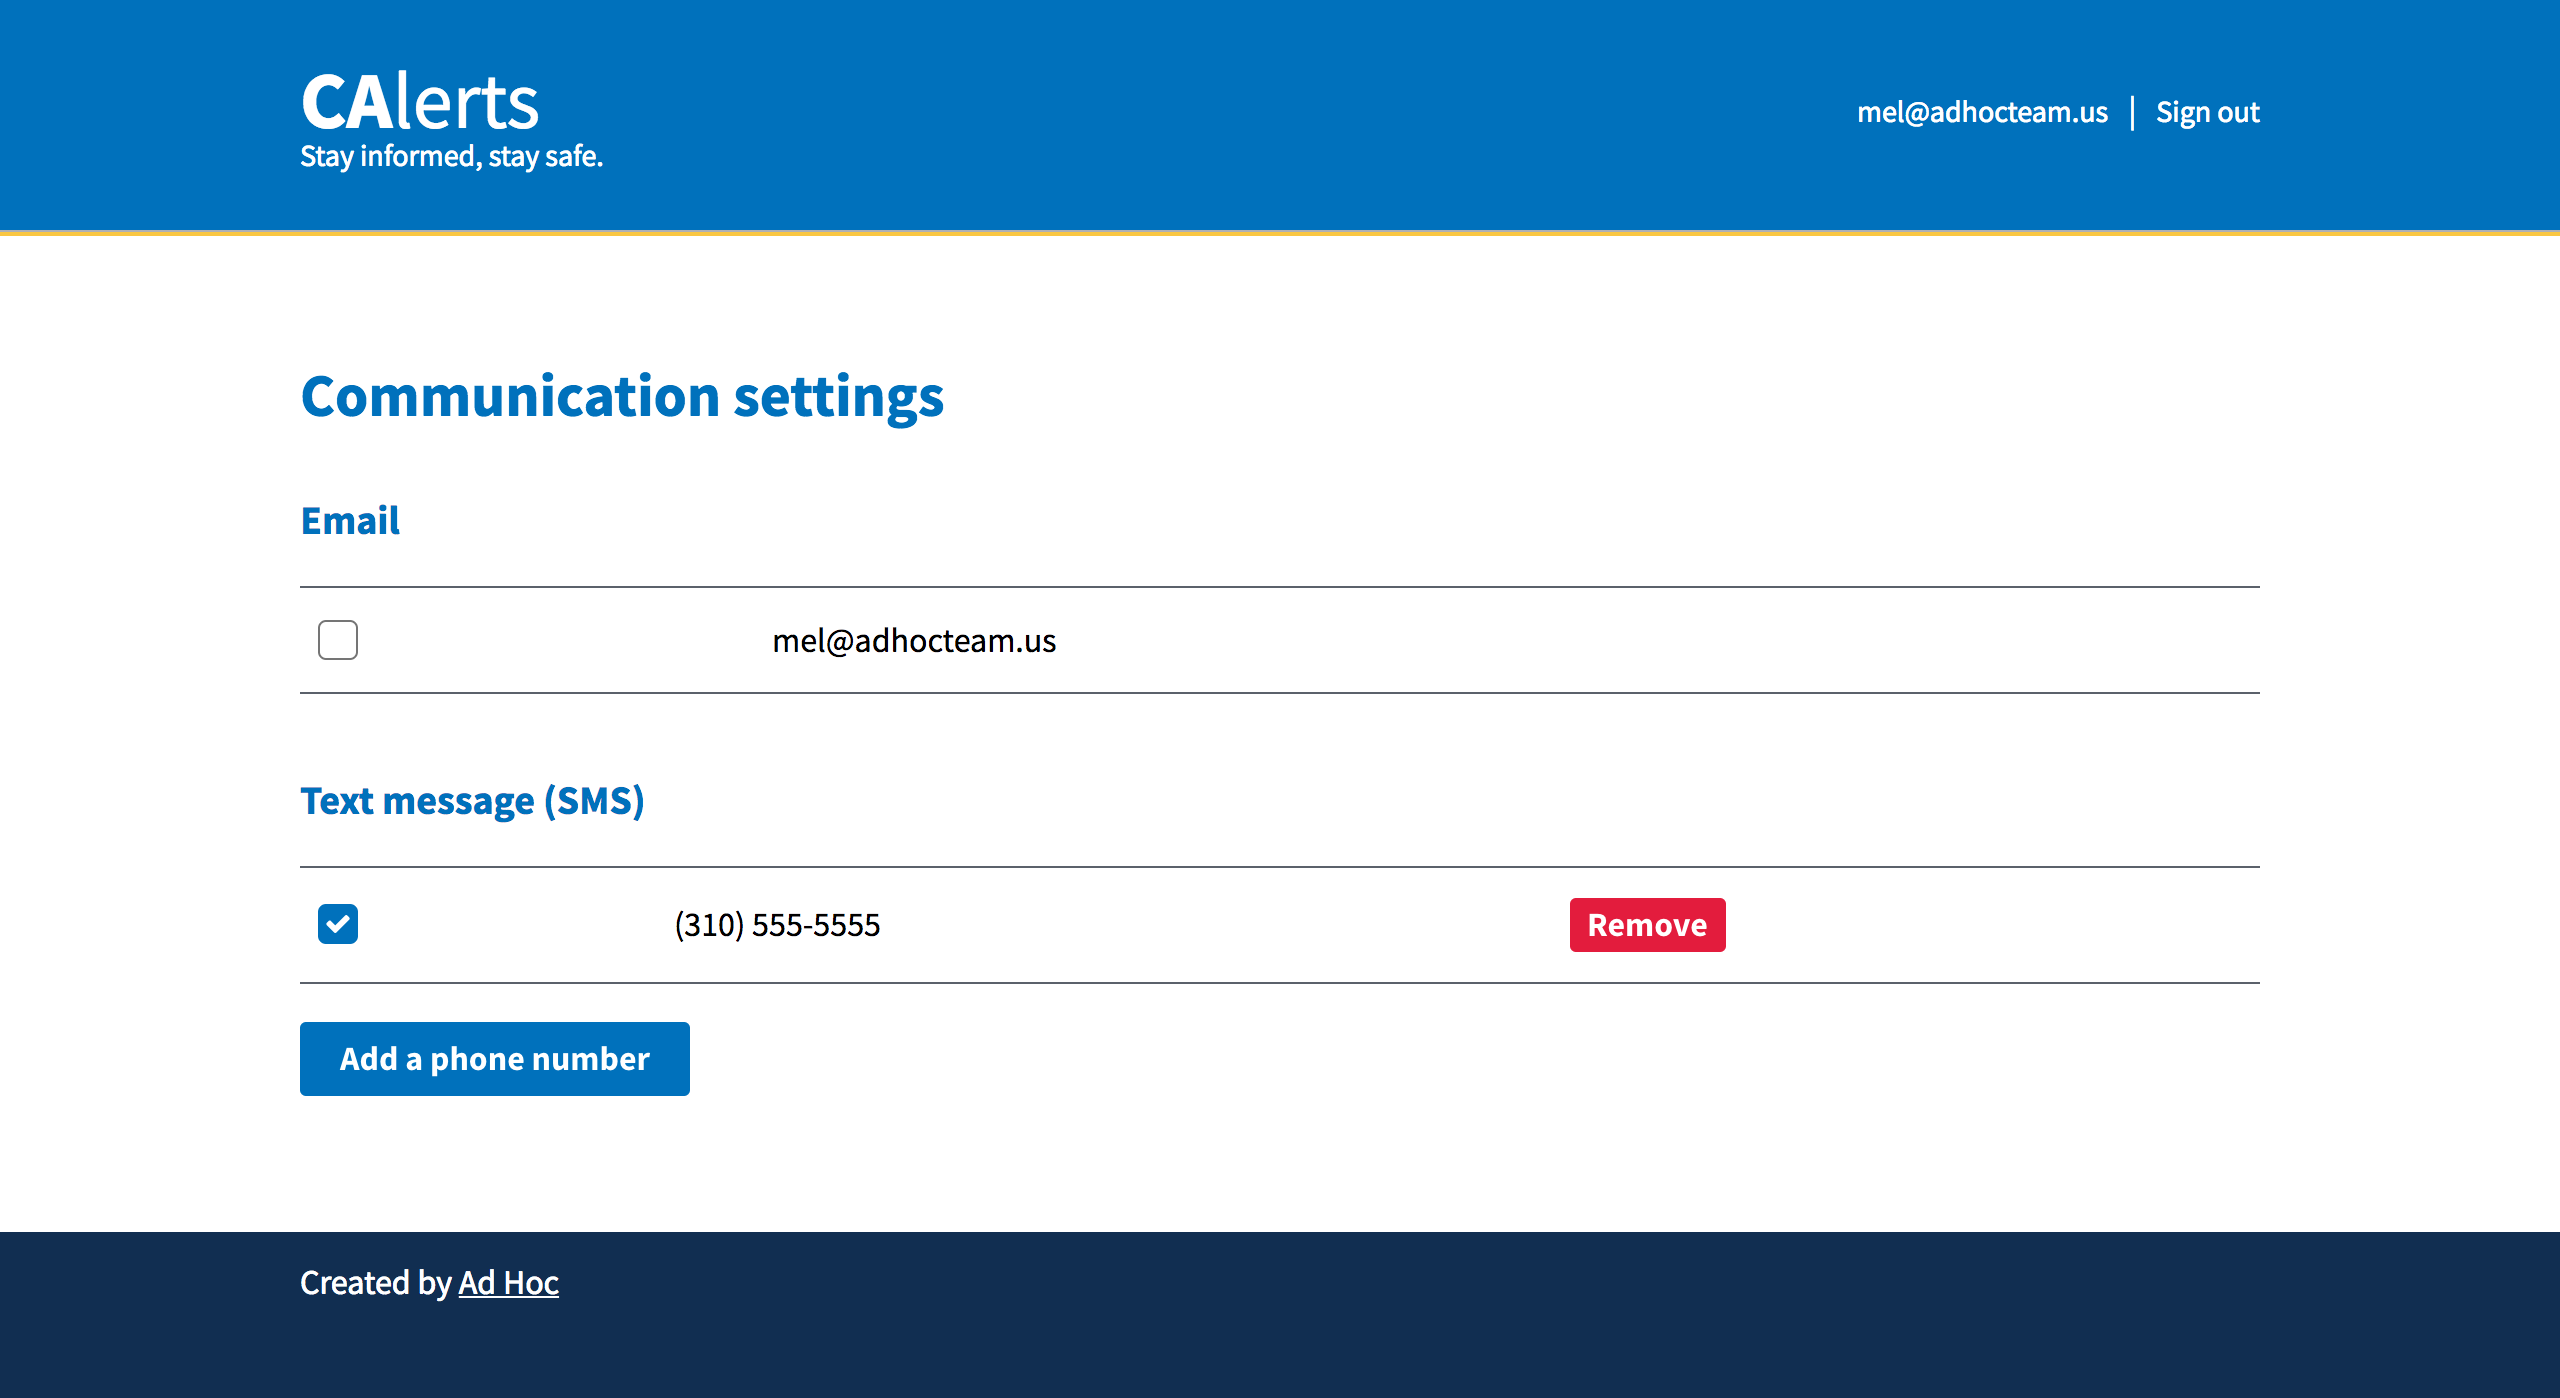 CAlerts
Stay informed, stay safe.
mel@adhocteam.us | Sign out
Communication settings
Email
mel@adhocteam.us
Text message (SMS)
(310) 555-5555
Remove
Add a phone number
Created by Ad Hoc